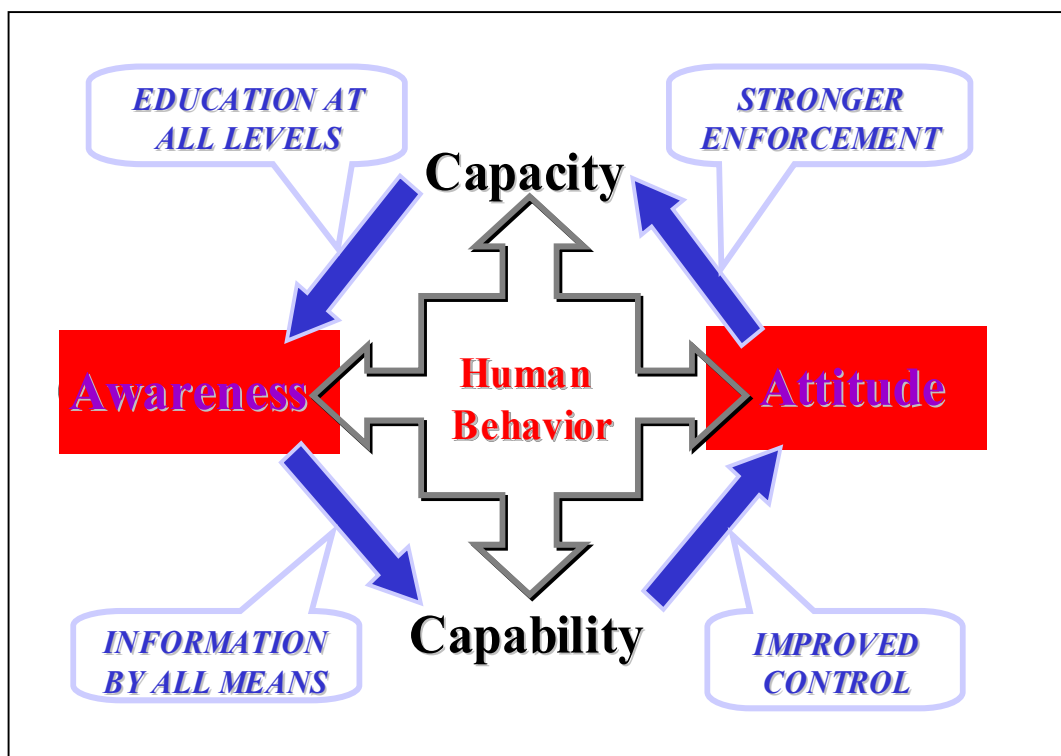 EDUCATION AT
ALL LEVELS
STRONGER
ENFORCEMENT
Capacity
Awareness
Human
Behavior
Attitude
Capability
INFORMATION
BY ALL MEANS
IMPROVED
CONTROL